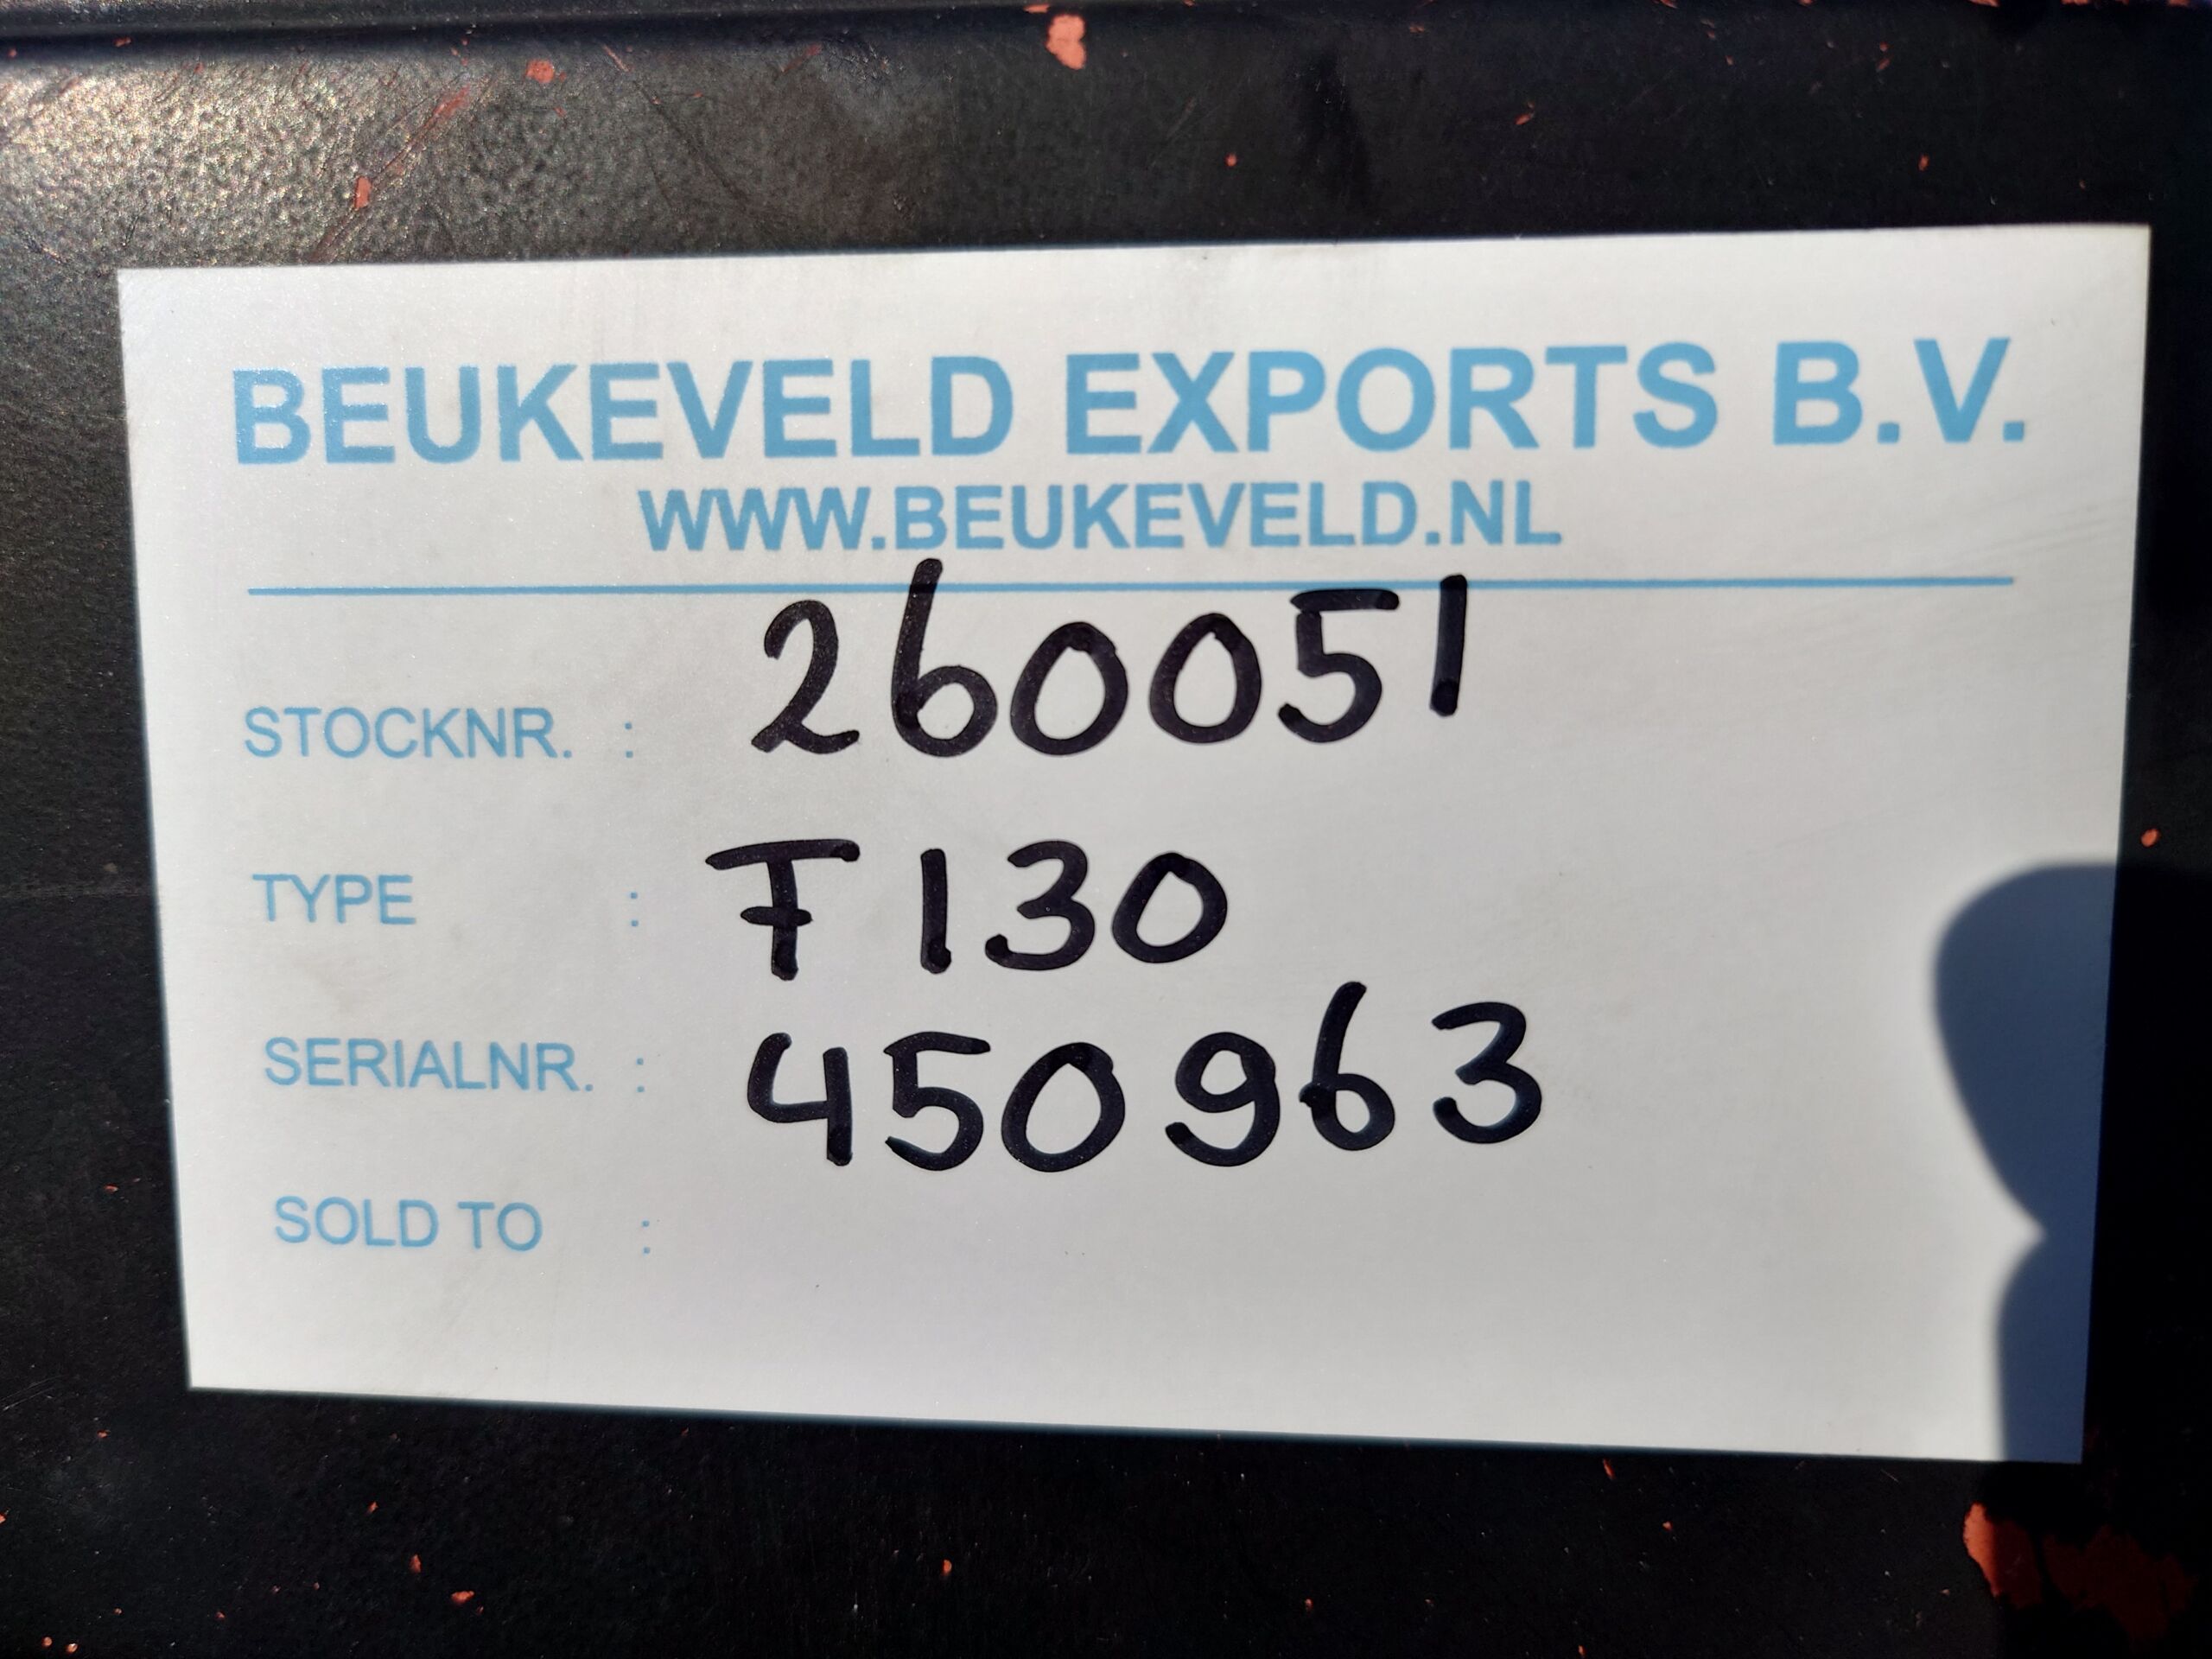 BEUKEVELD EXPORTS B.V.
WWW.BEUKEVELD.NL
STOCKNR. : 260051
TYPE : F130
SERIALNR. : 450963
SOLD TO :